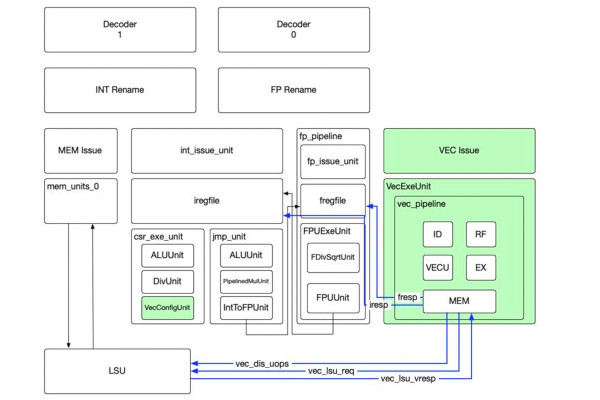 Decoder
1
Decoder
0
INT Rename
FP Rename
MEM Issue
int_issue_unit
fp_pipeline
fp_issue_unit
VEC Issue
mem_units_0
iregfile
fregfile
VecExeUnit
vec_pipeline
csr_exe_unit
jmp_unit
FPUExeUnit
ID
RF
ALUUnit
ALUUnit
FDivSqrtUnit
DivUnit
PipelinedMulUnit
VECU
EX
VecConfigUnit
IntToFPUnit
FPUUnit
fresp
iresp
MEM
LSU
vec_dis_uops
vec_lsu_req
vec_lsu_vresp